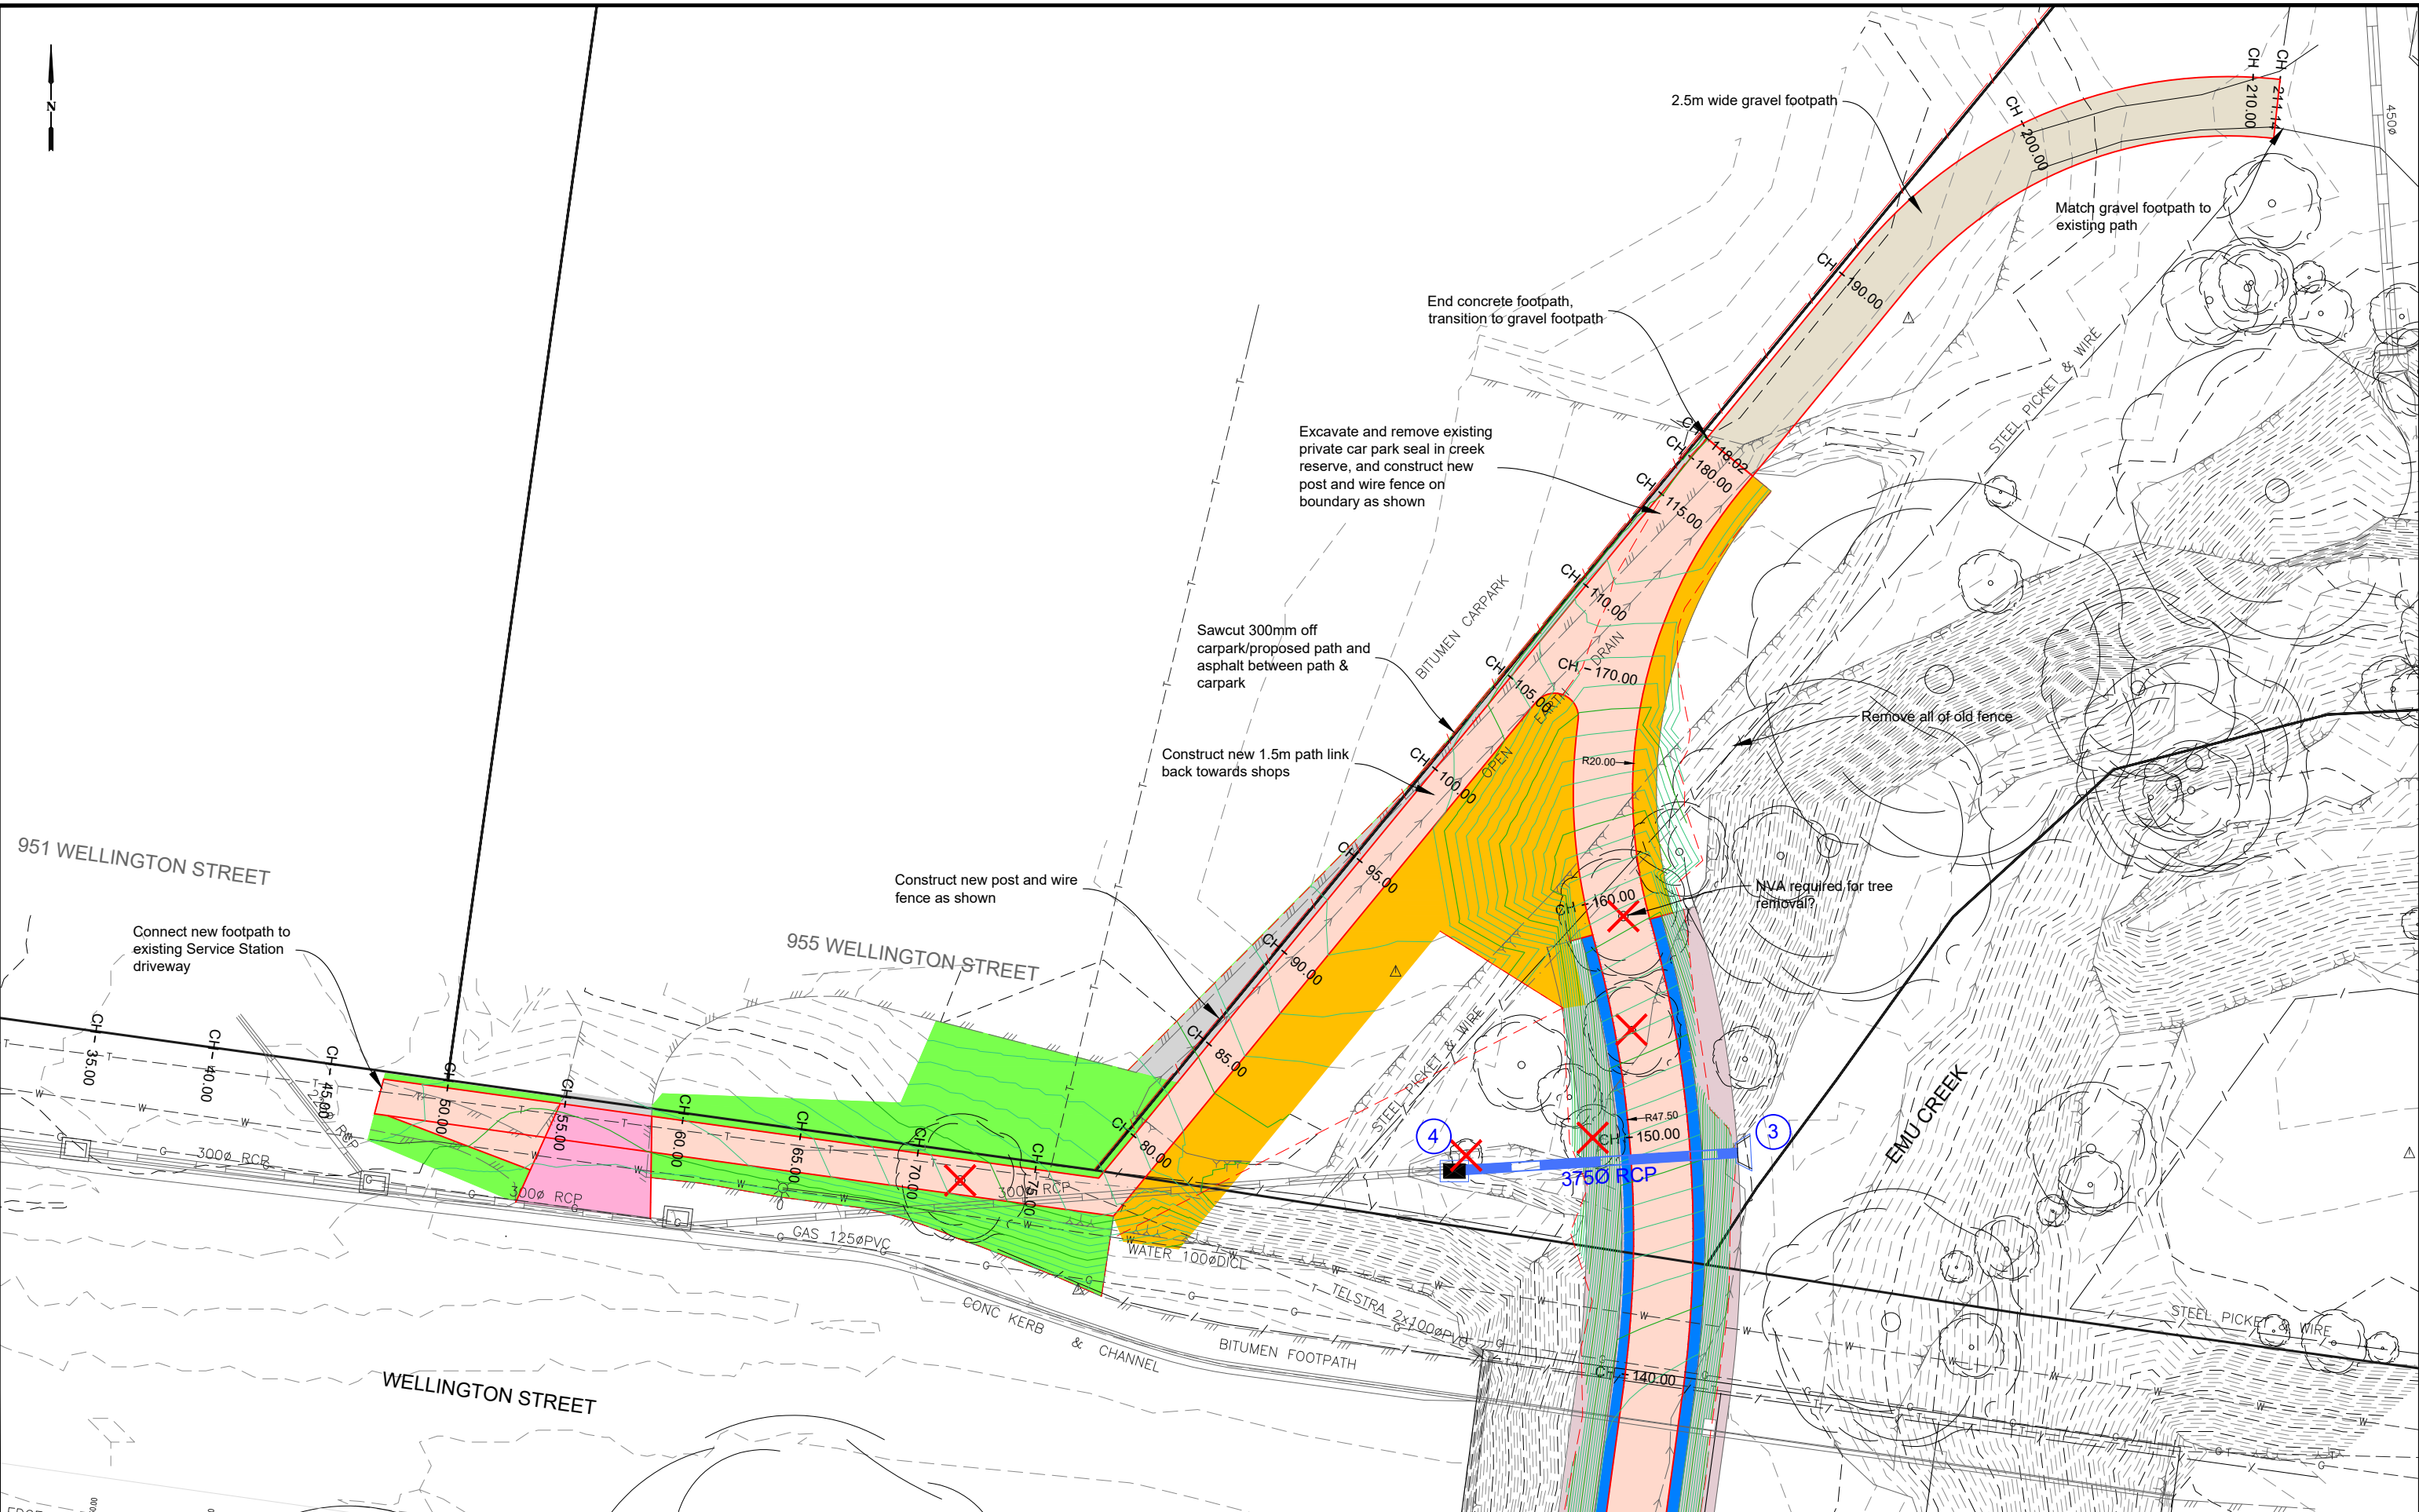 N
2.5m wide gravel footpath
CH - 200.00
CH - 210.00
CH - 211.14
450ø
Match gravel footpath to
existing path
CH - 190.00
End concrete footpath,
transition to gravel footpath
STEEL PICKET & WIRE
Excavate and remove existing
private car park seal in creek
reserve, and construct new
post and wire fence on
boundary as shown
CH - 118.02
CH - 180.00
CH - 115.00
CH - 110.00
BITUMEN CARPARK
Sawcut 300mm off
carpark/proposed path and
asphalt between path &
carpark
CH - 170.00
CH - 105.00
OPEN EARTH DRAIN
Remove all of old fence
Construct new 1.5m path link
back towards shops
CH - 100.00
R20.00
951 WELLINGTON STREET
CH - 95.00
Construct new post and wire
fence as shown
NVA required for tree
removal?
CH - 160.00
Connect new footpath to
existing Service Station
driveway
955 WELLINGTON STREET
CH - 90.00
CH - 35.00
CH - 40.00
CH - 45.00
CH - 50.00
CH - 55.00
CH - 60.00
CH - 65.00
CH - 70.00
CH - 75.00
CH - 80.00
CH - 85.00
STEEL PICKET & WIRE
R47.50
CH - 150.00
4
3
375Ø RCP
EMU CREEK
300ø RCP
300ø RCP
300ø RCP
GAS 125øPVC
WATER 100øDICL
TELSTRA 2x100øPVC
CONC KERB & CHANNEL
BITUMEN FOOTPATH
STEEL PICKET & WIRE
CH - 140.00
WELLINGTON STREET